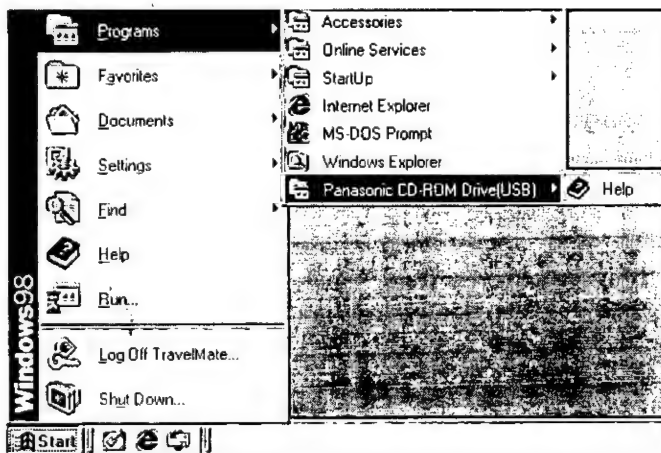 Programs
Favorites
Documents
Settings
Find
Help
Run...
Log Off TravelMate...
Shut Down...
Windows98
Start
Accessories
Online Services
StartUp
Internet Explorer
MS-DOS Prompt
Windows Explorer
Panasonic CD-ROM Drive(USB)
Help